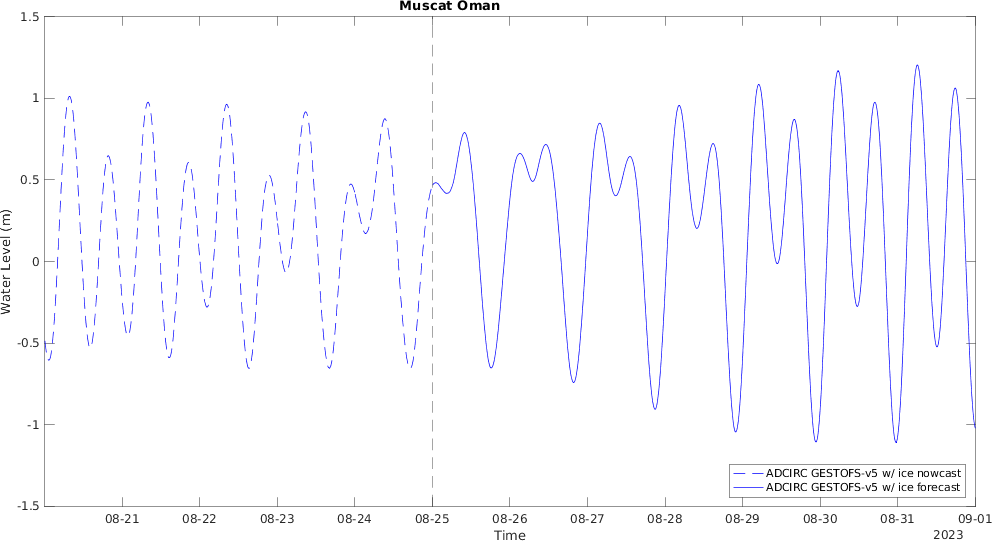 Muscat Oman
1.5
1
0.5
0
-0.5
-1
-1.5
Water Level (m)
ADCIRC GESTOFS-v5 w/ ice nowcast
ADCIRC GESTOFS-v5 w/ ice forecast
08-21 08-22 08-23 08-24 08-25 08-26 08-27 08-28 08-29 08-30 08-31 09-01
Time
2023